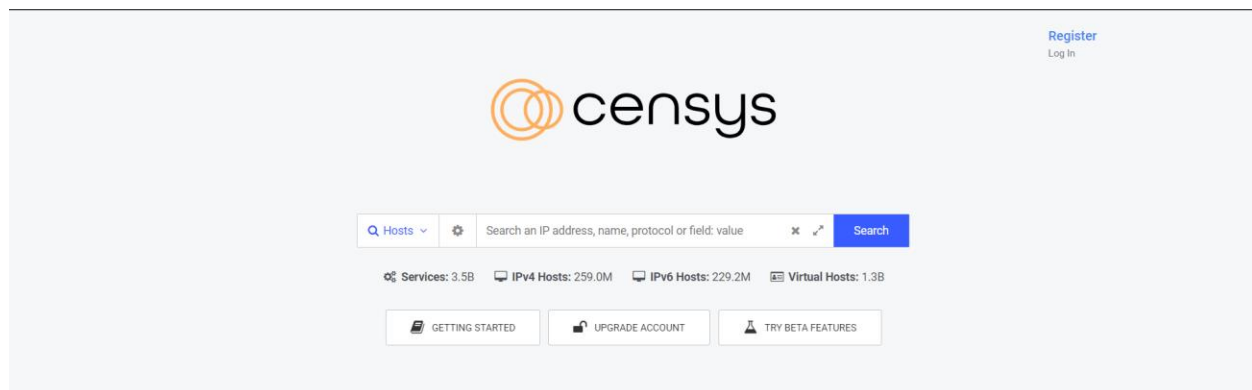 Register
Log In
censys
Hosts
Search an IP address, name, protocol or field: value
Search
Services: 3.5B IPv4 Hosts: 259.0M IPv6 Hosts: 229.2M Virtual Hosts: 1.3B
GETTING STARTED UPGRADE ACCOUNT TRY BETA FEATURES